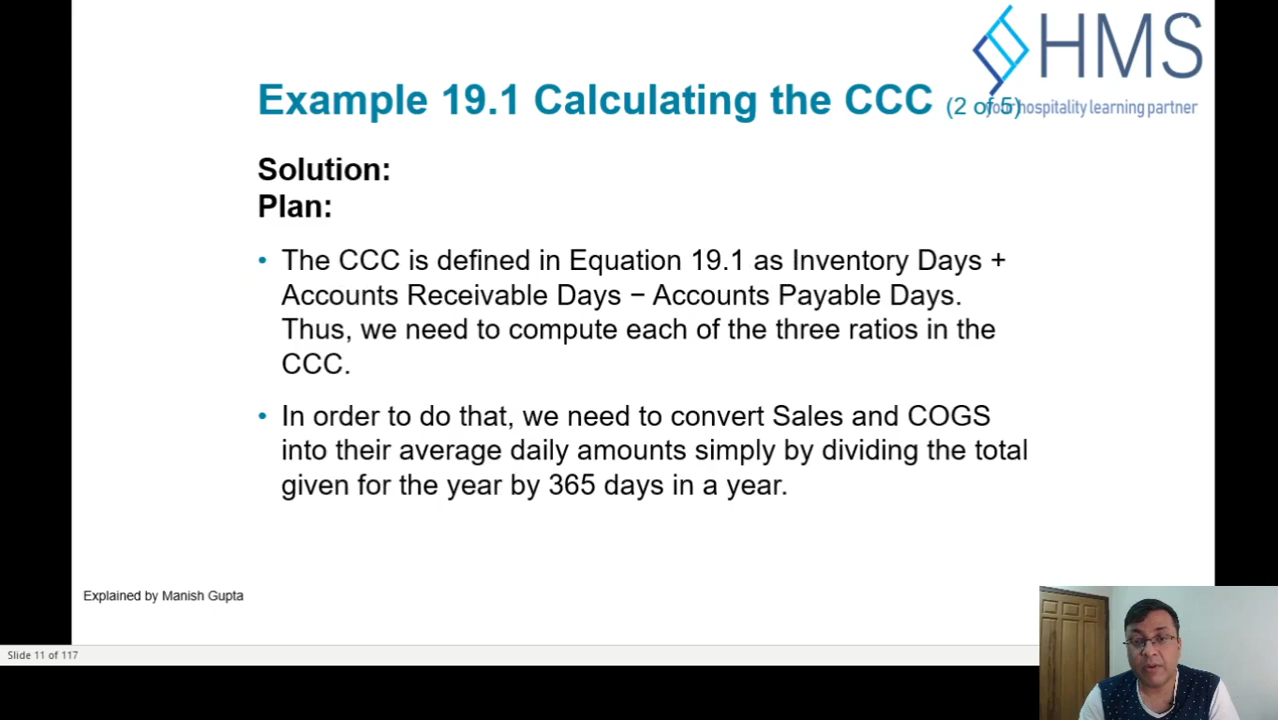 HMS
Example 19.1 Calculating the CCC (2 of 5)
your hospitality learning partner
Solution:
Plan:
• The CCC is defined in Equation 19.1 as Inventory Days +
Accounts Receivable Days − Accounts Payable Days.
Thus, we need to compute each of the three ratios in the
CCC.
• In order to do that, we need to convert Sales and COGS
into their average daily amounts simply by dividing the total
given for the year by 365 days in a year.
Explained by Manish Gupta
Slide 11 of 117